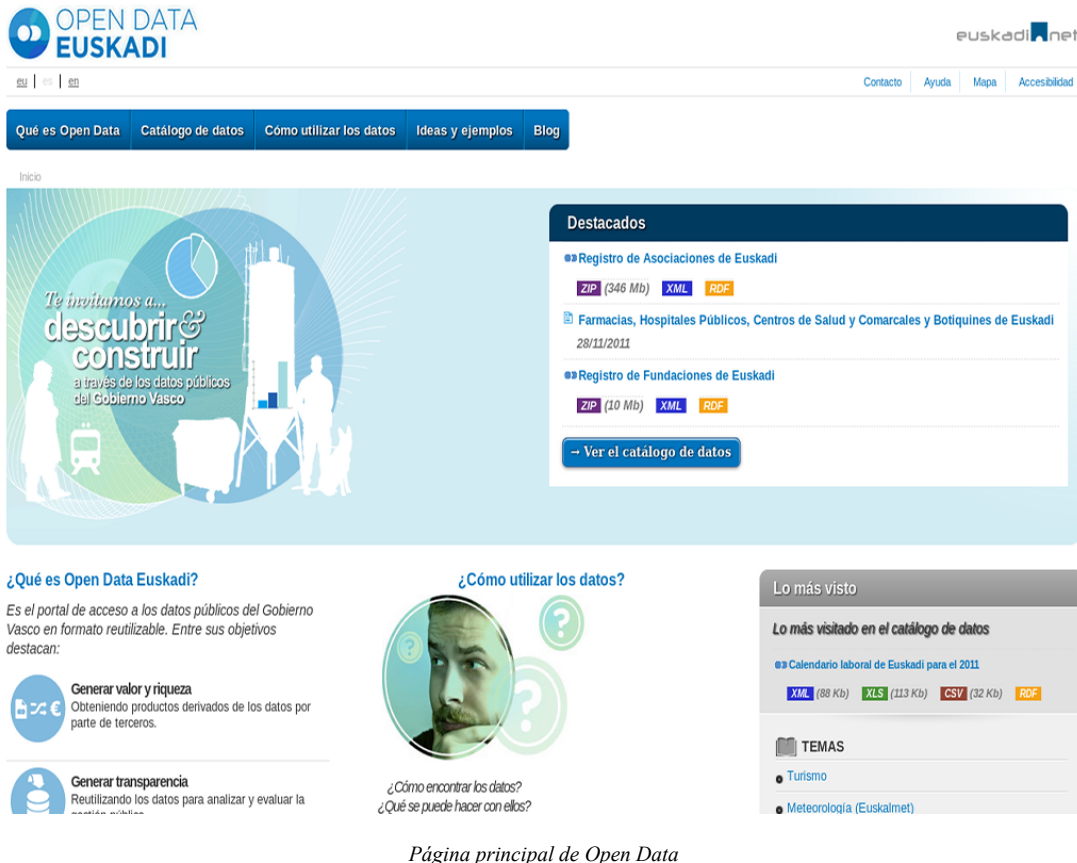 OPEN DATA
EUSKADI
euskadi net
eu | es | en
Contacto Ayuda Mapa Accesibilidad
Qué es Open Data Catálogo de datos Cómo utilizar los datos Ideas y ejemplos Blog
Inicio
Te invitamos a...
descubrir&
construir
a través de los datos públicos
del Gobierno Vasco
Destacados
Registro de Asociaciones de Euskadi
ZIP (346 Mb) XML RDF
Farmacias, Hospitales Públicos, Centros de Salud y Comarcales y Botiquines de Euskadi
28/11/2011
Registro de Fundaciones de Euskadi
ZIP (10 Mb) XML RDF
→ Ver el catálogo de datos
¿Qué es Open Data Euskadi?
Es el portal de acceso a los datos públicos del Gobierno
Vasco en formato reutilizable. Entre sus objetivos
destacan:
€
Generar valor y riqueza
Obteniendo productos derivados de los datos por
parte de terceros.
Generar transparencia
Reutilizando los datos para analizar y evaluar la
gestión pública.
¿Cómo utilizar los datos?
?
?
?
¿Cómo encontrar los datos?
¿Qué se puede hacer con ellos?
Lo más visto
Lo más visitado en el catálogo de datos
Calendario laboral de Euskadi para el 2011
XML (88 Kb) XLS (113 Kb) CSV (32 Kb) RDF
TEMAS
Turismo
Meteorología (Euskalmet)
Página principal de Open Data